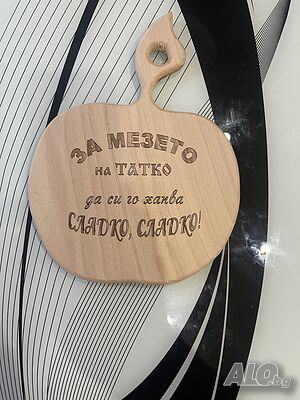 ЗА МЕЗЕТО
на ТАТКО
да си го хапва
СЛАДКО, СЛАДКО!
ALO.bg